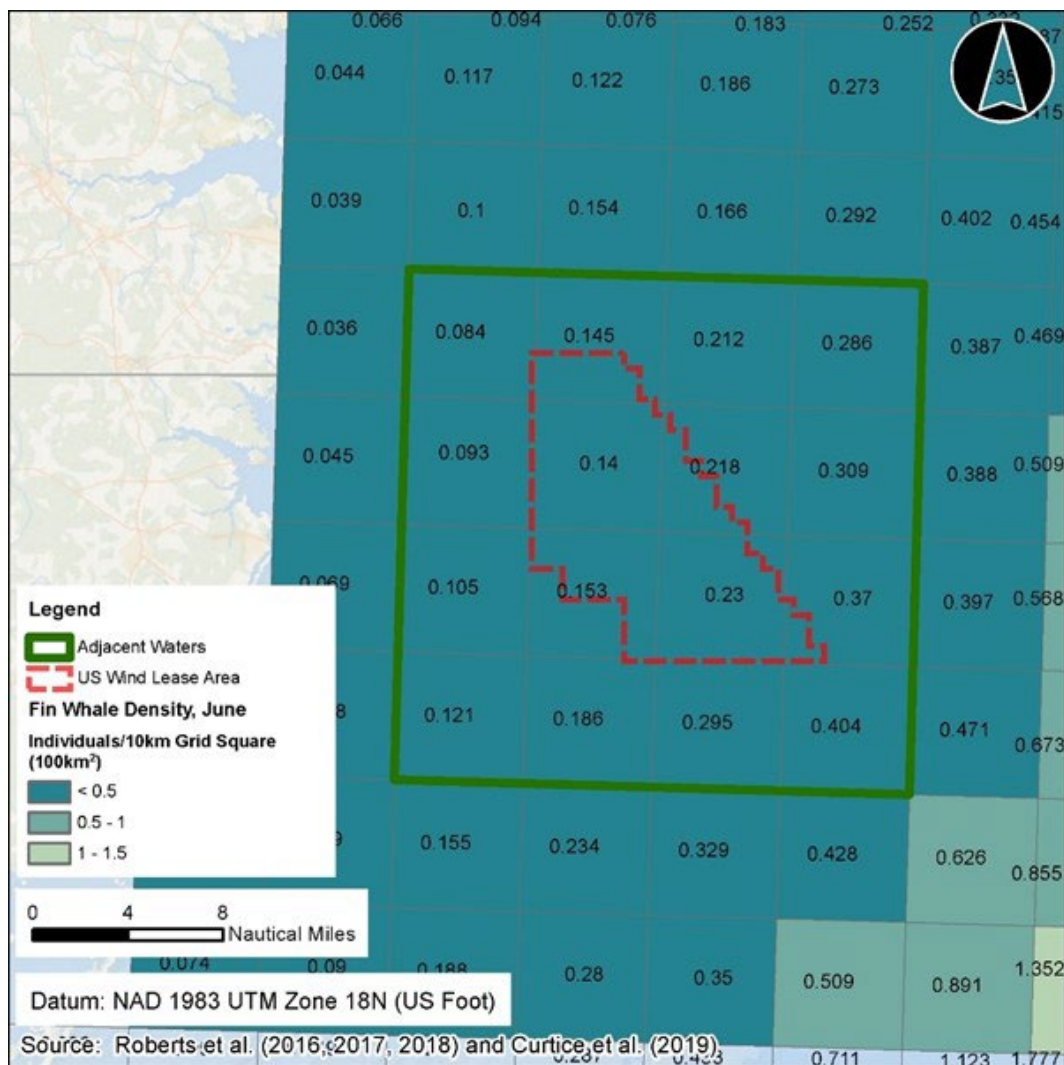 0.066 0.094 0.076 0.183 0.252
0.044 0.117 0.122 0.186 0.273
0.039 0.1 0.154 0.166 0.292 0.402 0.454
0.036 0.084 0.145 0.212 0.286 0.387 0.469
0.045 0.093 0.14 0.218 0.309 0.388 0.509
0.069 0.105 0.153 0.23 0.37 0.397 0.568
0.121 0.186 0.295 0.404 0.471 0.673
0.155 0.234 0.329 0.428 0.626 0.855
0.074 0.09 0.188 0.28 0.35 0.509 0.891 1.352
0.711 1.123 1.777
Legend
Adjacent Waters
US Wind Lease Area
Fin Whale Density, June
Individuals/10km Grid Square
(100km²)
< 0.5
0.5 - 1
1 - 1.5
0 4 8
Nautical Miles
Datum: NAD 1983 UTM Zone 18N (US Foot)
Source: Roberts et al. (2016, 2017, 2018) and Curtice et al. (2019)